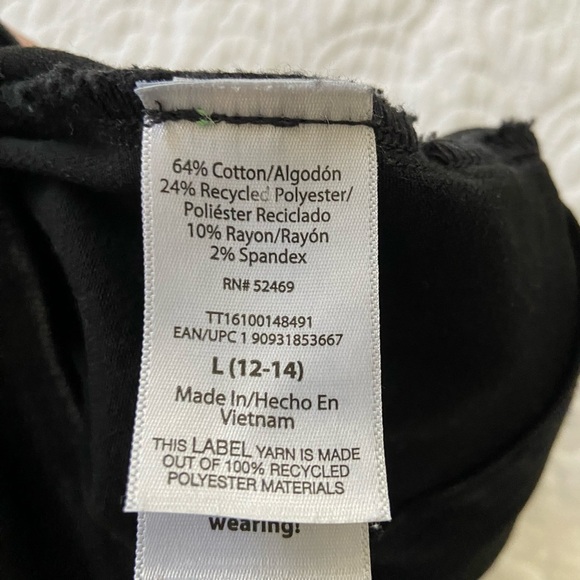 64% Cotton/Algodón
24% Recycled Polyester/
Poliéster Reciclado
10% Rayon/Rayón
2% Spandex
RN# 52469
TT16100148491
EAN/UPC 1 90931853667
L (12-14)
Made In/Hecho En
Vietnam
THIS LABEL YARN IS MADE
OUT OF 100% RECYCLED
POLYESTER MATERIALS
wearing!